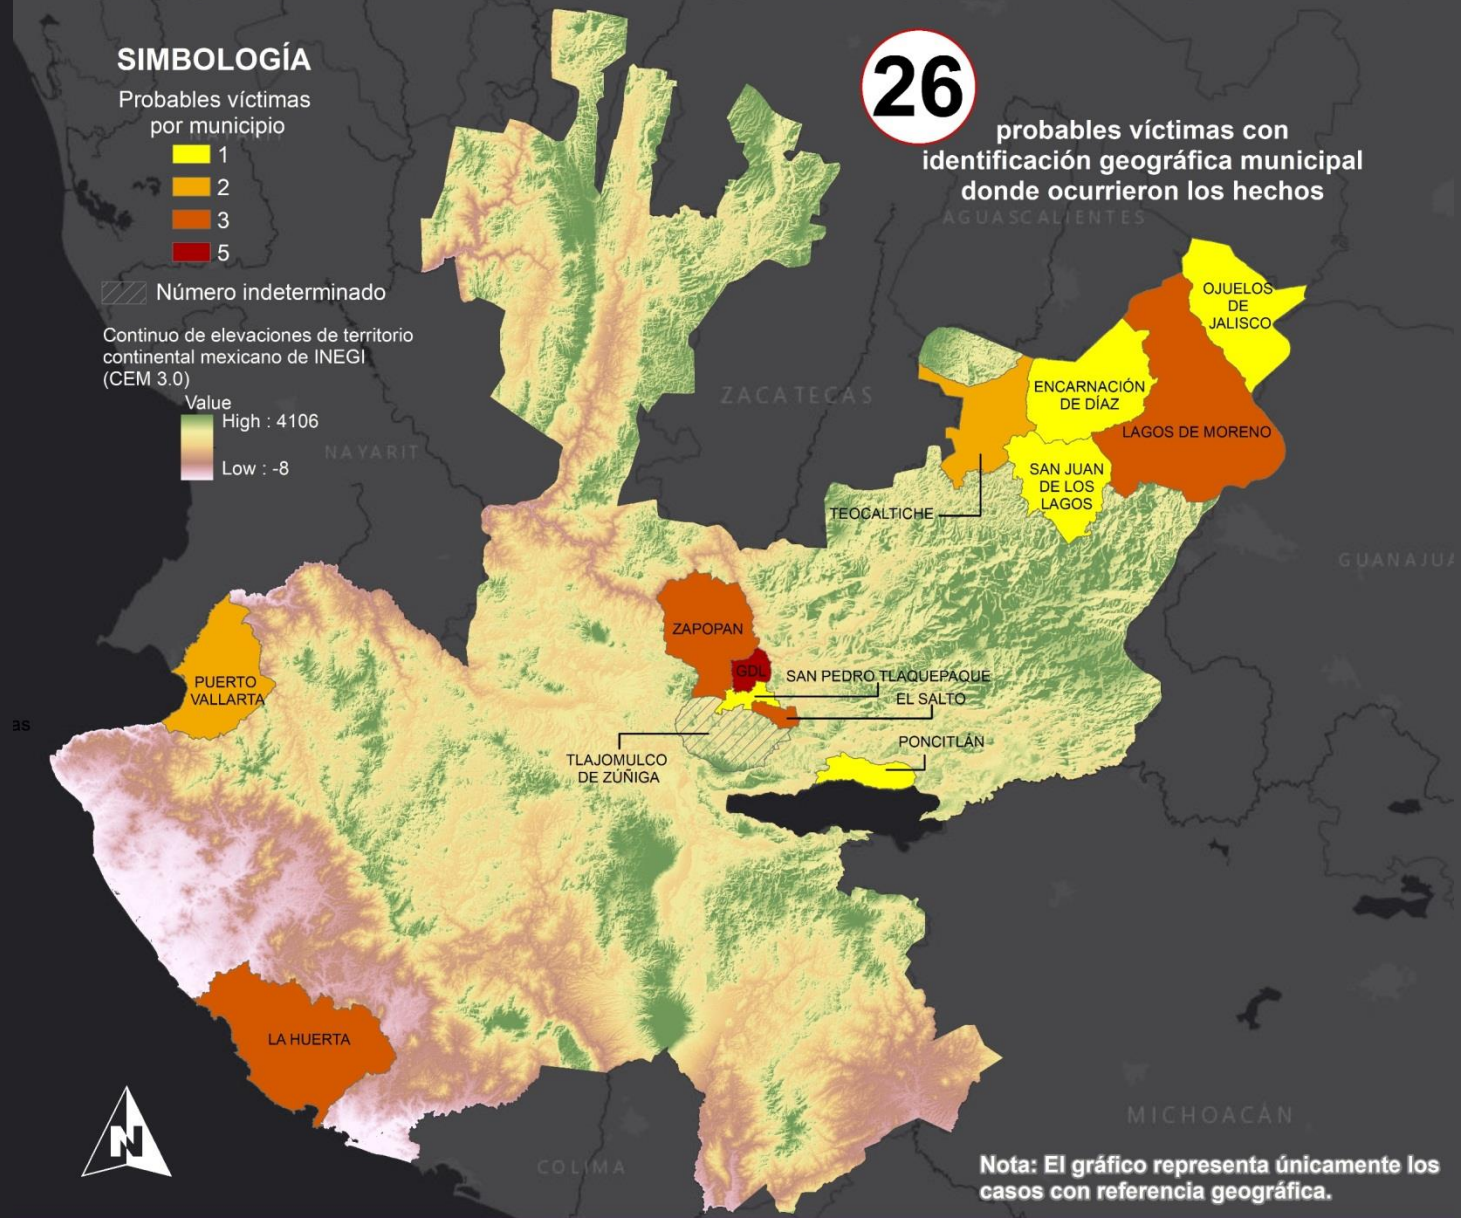 SIMBOLOGÍA
Probables víctimas
por municipio
1
2
3
5
Número indeterminado
Continuo de elevaciones de territorio
continental mexicano de INEGI
(CEM 3.0)
Value
High : 4106
Low : -8
26
probables víctimas con
identificación geográfica municipal
donde ocurrieron los hechos
AGUASCALIENTES
ZACATECAS
NAYARIT
GUANAJUA
MICHOACÁN
COLIMA
as
OJUELOS
DE
JALISCO
ENCARNACIÓN
DE DÍAZ
LAGOS DE MORENO
SAN JUAN
DE LOS
LAGOS
TEOCALTICHE
ZAPOPAN
GDL
SAN PEDRO TLAQUEPAQUE
EL SALTO
PONCITLÁN
TLAJOMULCO
DE ZÚÑIGA
PUERTO
VALLARTA
LA HUERTA
N
Nota: El gráfico representa únicamente los
casos con referencia geográfica.